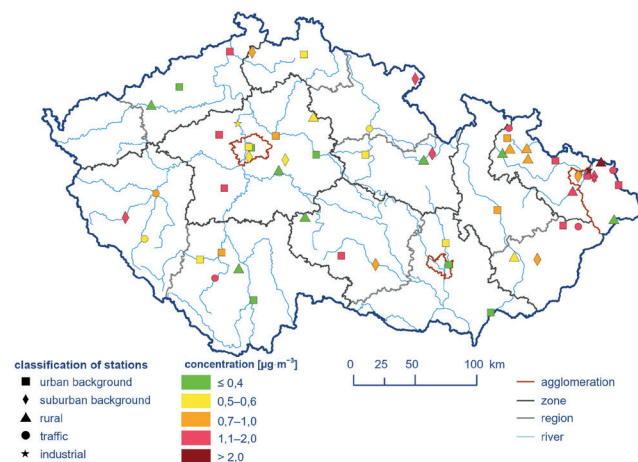 classification of stations
urban background
suburban background
rural
traffic
industrial
concentration [µg·m⁻³]
≤ 0,4
0,5–0,6
0,7–1,0
1,1–2,0
> 2,0
0 25 50 100 km
agglomeration
zone
region
river